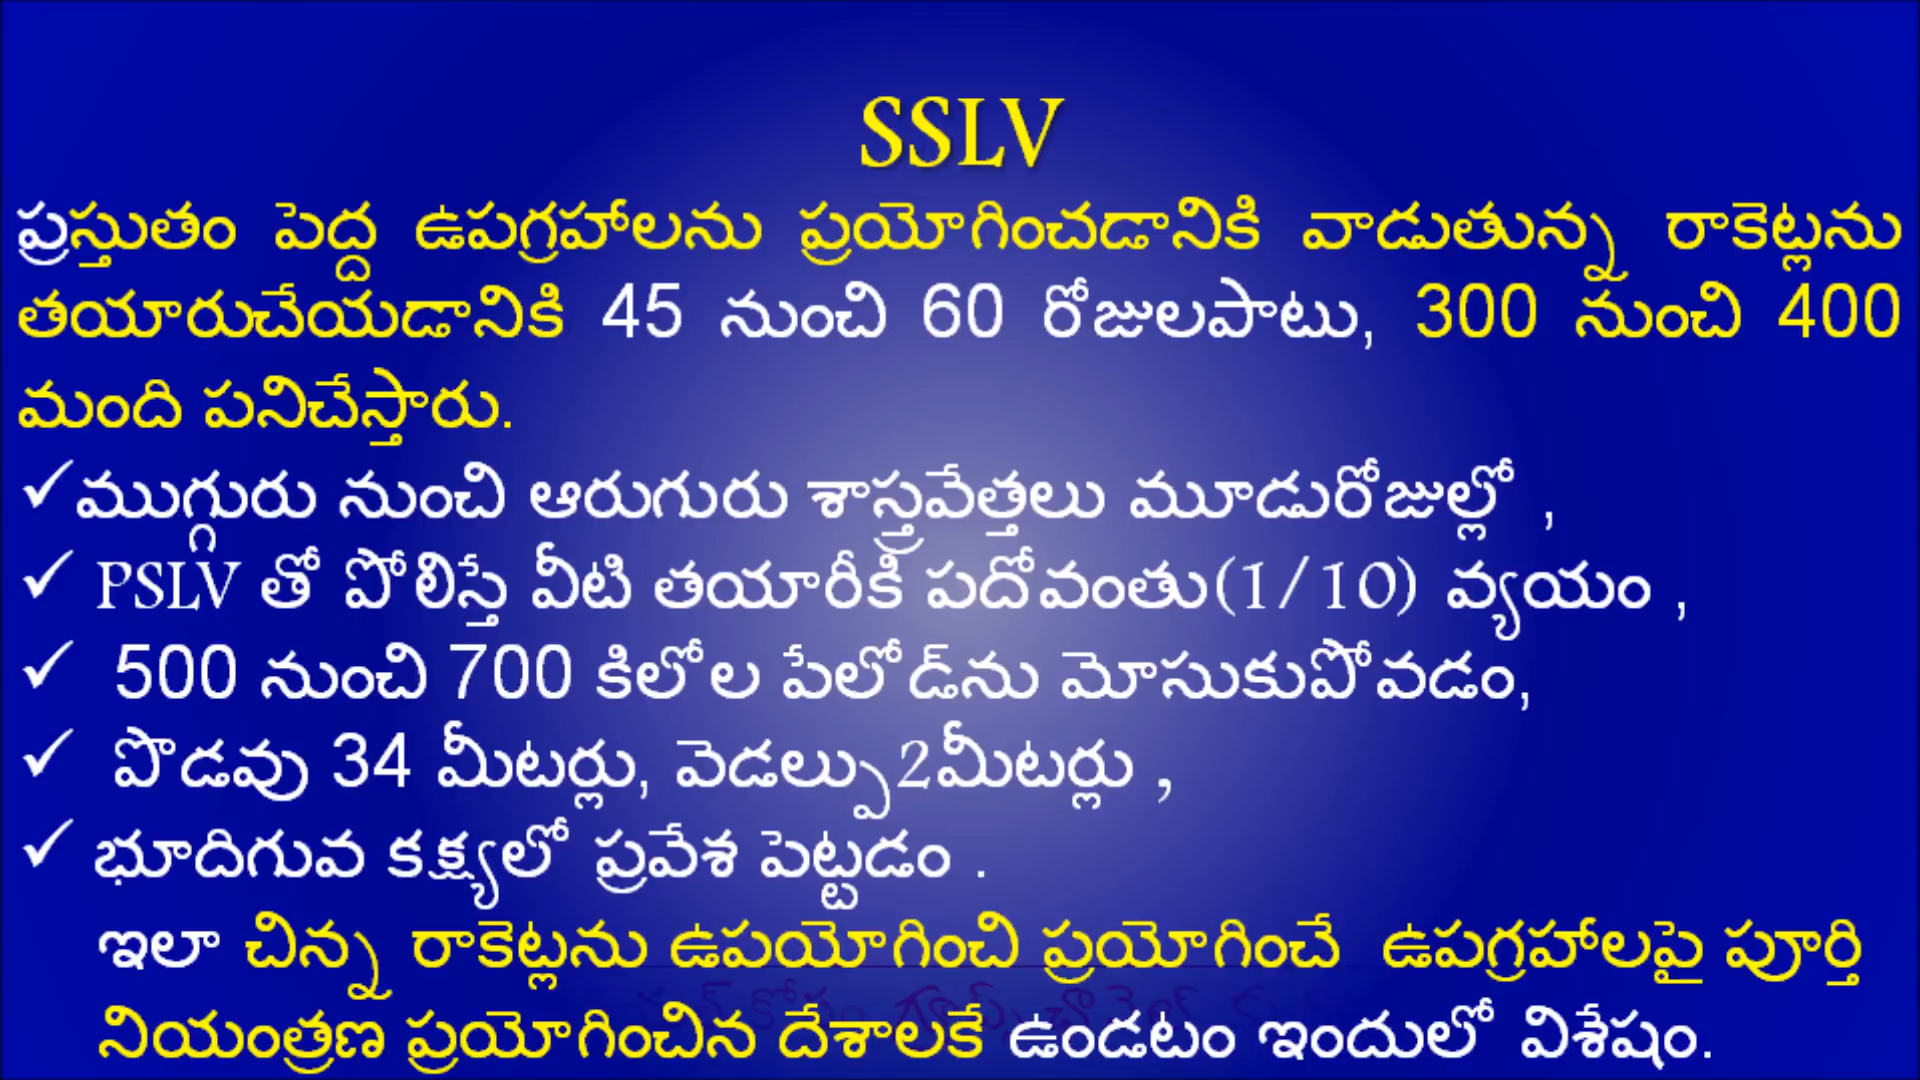 SSLV
ప్రస్తుతం పెద్ద ఉపగ్రహాలను ప్రయోగించడానికి వాడుతున్న రాకెట్లను
తయారుచేయడానికి 45 నుంచి 60 రోజులపాటు, 300 నుంచి 400
మంది పనిచేస్తారు.
✓ముగ్గురు నుంచి ఆరుగురు శాస్త్రవేత్తలు మూడురోజుల్లో ,
✓ PSLV తో పోలిస్తే వీటి తయారీకి పదోవంతు(1/10) వ్యయం ,
✓ 500 నుంచి 700 కిలోల పేలోడ్‌ను మోసుకుపోవడం,
✓ పొడవు 34 మీటర్లు, వెడల్పు2మీటర్లు ,
✓ భూదిగువ కక్ష్యలో ప్రవేశ పెట్టడం .
ఇలా చిన్న రాకెట్లను ఉపయోగించి ప్రయోగించే ఉపగ్రహాలపై పూర్తి
నియంత్రణ ప్రయోగించిన దేశాలకే ఉండటం ఇందులో విశేషం.